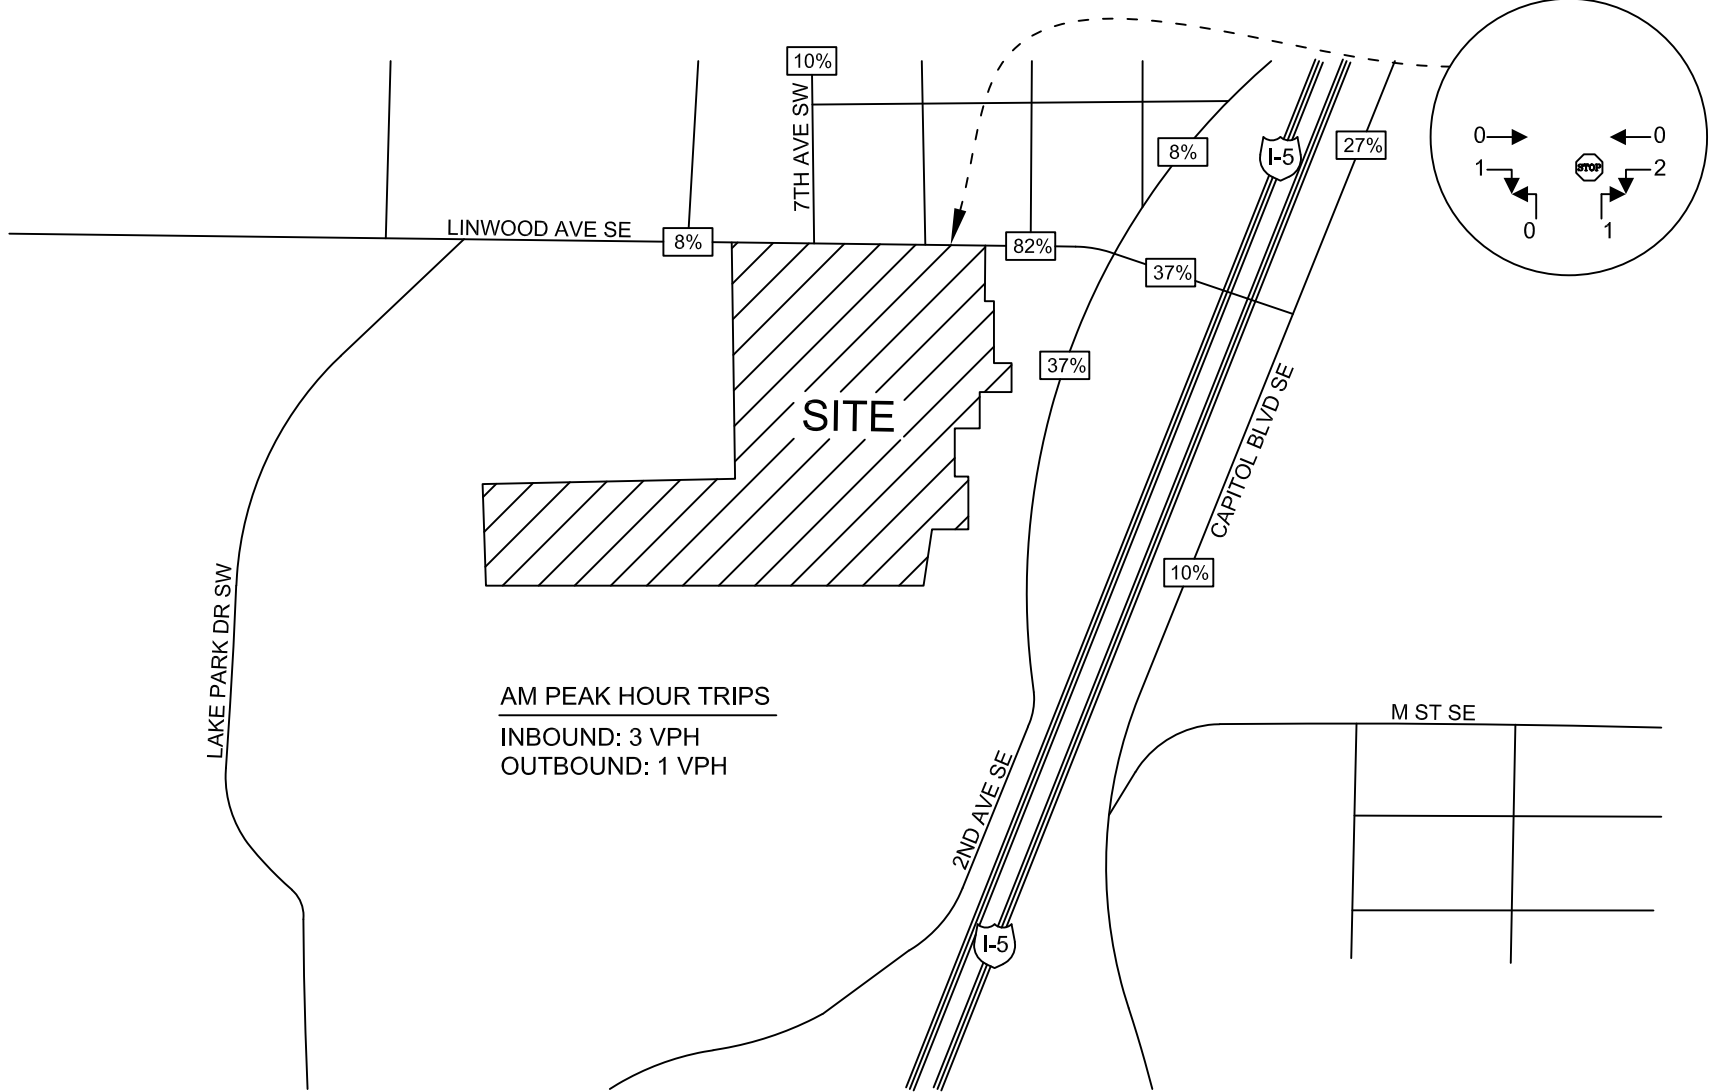 10%
7TH AVE SW
8%
I-5
27%
0 0
1 STOP 2
0 1
LINWOOD AVE SE
8%
82%
37%
37%
SITE
CAPITOL BLVD SE
10%
LAKE PARK DR SW
AM PEAK HOUR TRIPS
INBOUND: 3 VPH
OUTBOUND: 1 VPH
M ST SE
2ND AVE SE
I-5